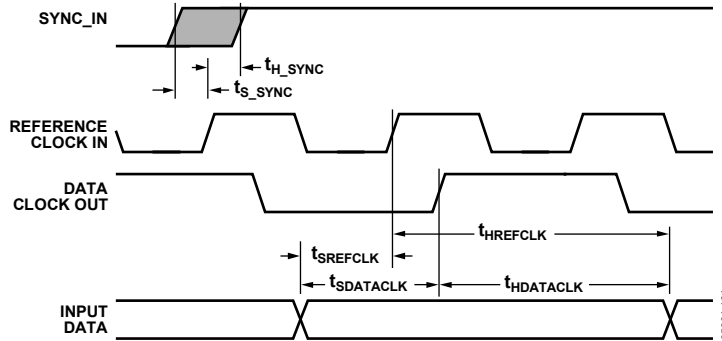 SYNC_IN
tH_SYNC
tS_SYNC
REFERENCE
CLOCK IN
DATA
CLOCK OUT
tHREFCLK
tSREFCLK
tSDATACLK
tHDATACLK
INPUT
DATA